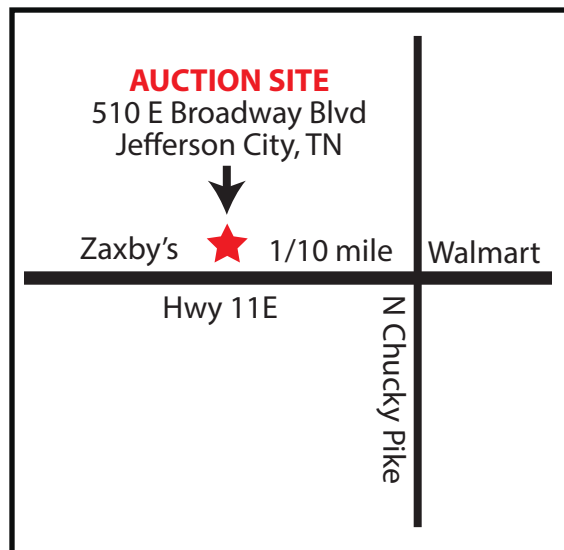 AUCTION SITE
510 E Broadway Blvd
Jefferson City, TN
Zaxby's
1/10 mile
Walmart
Hwy 11E
N Chucky Pike